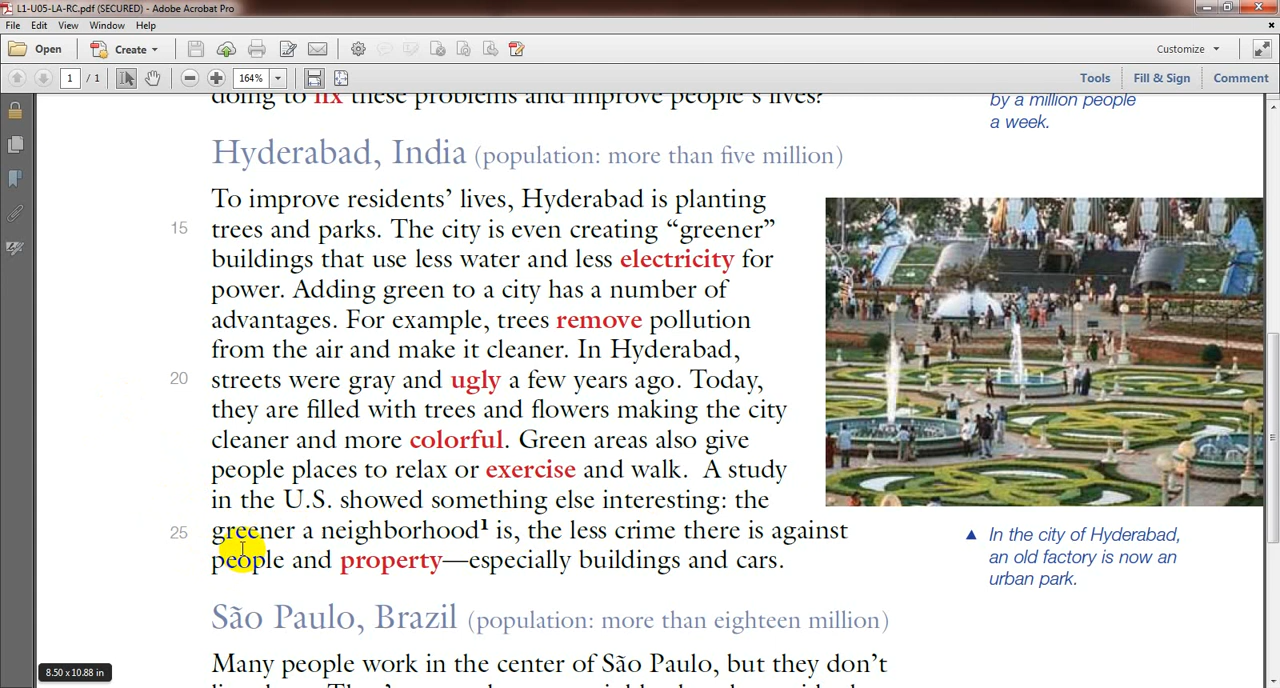 L1-U05-LA-RC.pdf (SECURED) - Adobe Acrobat Pro
File Edit View Window Help
Open Create Customize
1 / 1 164% Tools Fill & Sign Comment
doing to fix these problems and improve people's lives?
by a million people
a week.
Hyderabad, India (population: more than five million)
To improve residents' lives, Hyderabad is planting
15 trees and parks. The city is even creating “greener”
buildings that use less water and less electricity for
power. Adding green to a city has a number of
advantages. For example, trees remove pollution
from the air and make it cleaner. In Hyderabad,
20 streets were gray and ugly a few years ago. Today,
they are filled with trees and flowers making the city
cleaner and more colorful. Green areas also give
people places to relax or exercise and walk. A study
in the U.S. showed something else interesting: the
25 greener a neighborhood¹ is, the less crime there is against
people and property—especially buildings and cars.
▲ In the city of Hyderabad,
an old factory is now an
urban park.
São Paulo, Brazil (population: more than eighteen million)
Many people work in the center of São Paulo, but they don't
8.50 x 10.88 in